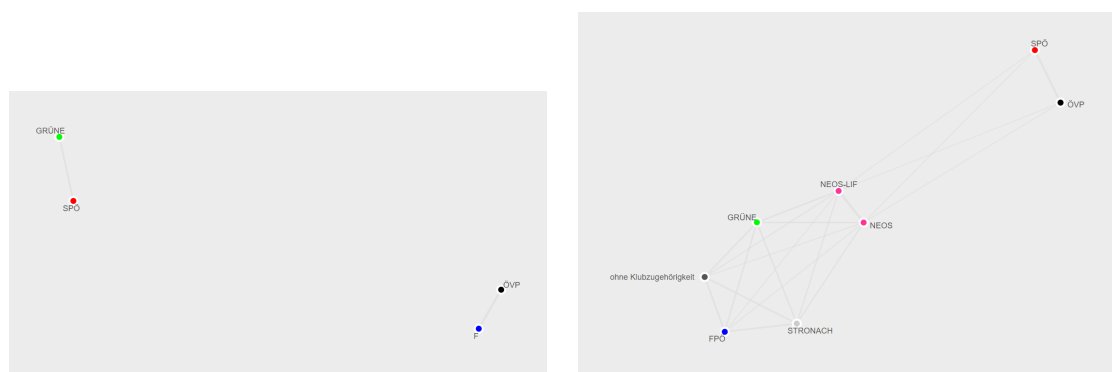 GRÜNE
SPÖ
ÖVP
F
SPÖ
ÖVP
NEOS-LIF
GRÜNE
NEOS
ohne Klubzugehörigkeit
STRONACH
FPÖ